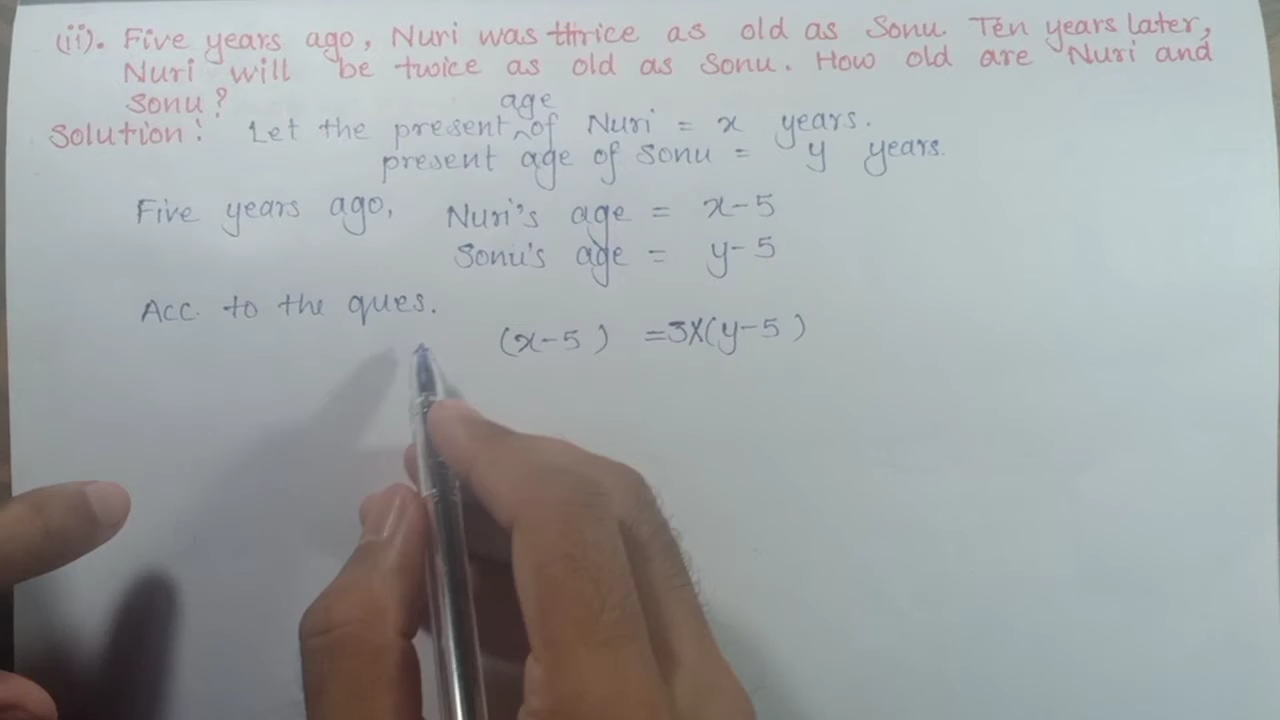 (ii). Five years ago, Nuri was thrice as old as Sonu. Ten years later,
Nuri will be twice as old as Sonu. How old are Nuri and
Sonu?
Solution: Let the present age of Nuri = x years.
present age of Sonu = y years.
Five years ago, Nuri's age = x-5
Sonu's age = y-5
Acc. to the ques.
(x-5) =3X(y-5)